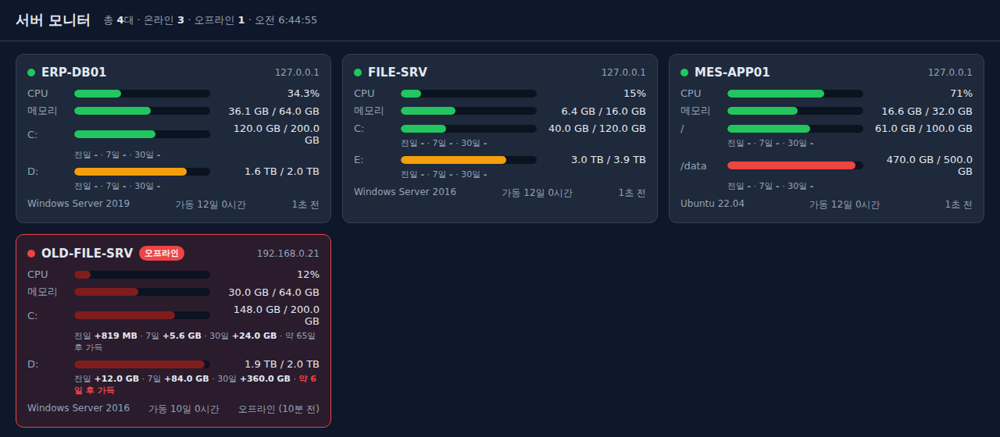 서버 모니터 총 4대 · 온라인 3 · 오프라인 1 · 오전 6:44:55
ERP-DB01 127.0.0.1
CPU 34.3%
메모리 36.1 GB / 64.0 GB
C: 120.0 GB / 200.0 GB
전일 - · 7일 - · 30일 -
D: 1.6 TB / 2.0 TB
전일 - · 7일 - · 30일 -
Windows Server 2019 가동 12일 0시간 1초 전
FILE-SRV 127.0.0.1
CPU 15%
메모리 6.4 GB / 16.0 GB
C: 40.0 GB / 120.0 GB
전일 - · 7일 - · 30일 -
E: 3.0 TB / 3.9 TB
전일 - · 7일 - · 30일 -
Windows Server 2016 가동 12일 0시간 1초 전
MES-APP01 127.0.0.1
CPU 71%
메모리 16.6 GB / 32.0 GB
/ 61.0 GB / 100.0 GB
전일 - · 7일 - · 30일 -
/data 470.0 GB / 500.0 GB
전일 - · 7일 - · 30일 -
Ubuntu 22.04 가동 12일 0시간 1초 전
OLD-FILE-SRV 오프라인 192.168.0.21
CPU 12%
메모리 30.0 GB / 64.0 GB
C: 148.0 GB / 200.0 GB
전일 +819 MB · 7일 +5.6 GB · 30일 +24.0 GB · 약 65일
후 가득
D: 1.9 TB / 2.0 TB
전일 +12.0 GB · 7일 +84.0 GB · 30일 +360.0 GB · 약 6
일 후 가득
Windows Server 2016 가동 10일 0시간 오프라인 (10분 전)